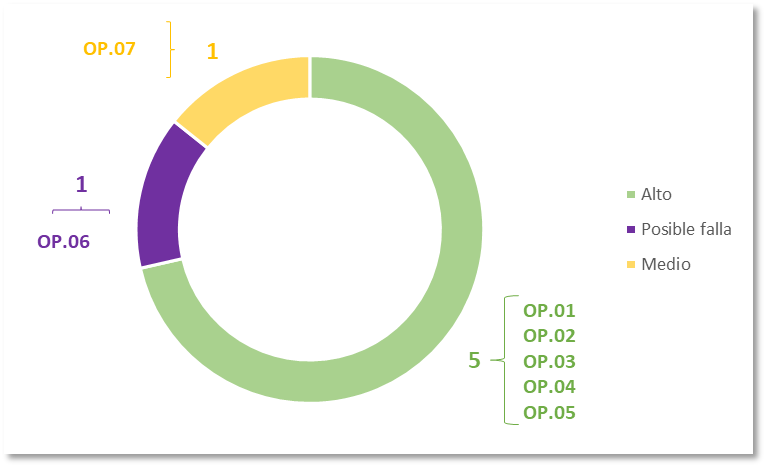 OP.07
1
1
OP.06
Alto
Posible falla
Medio
5
OP.01
OP.02
OP.03
OP.04
OP.05